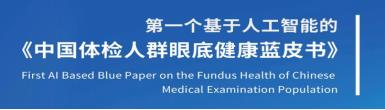 第一个基于人工智能的
《中国体检人群眼底健康蓝皮书》
First AI Based Blue Paper on the Fundus Health of Chinese
Medical Examination Population